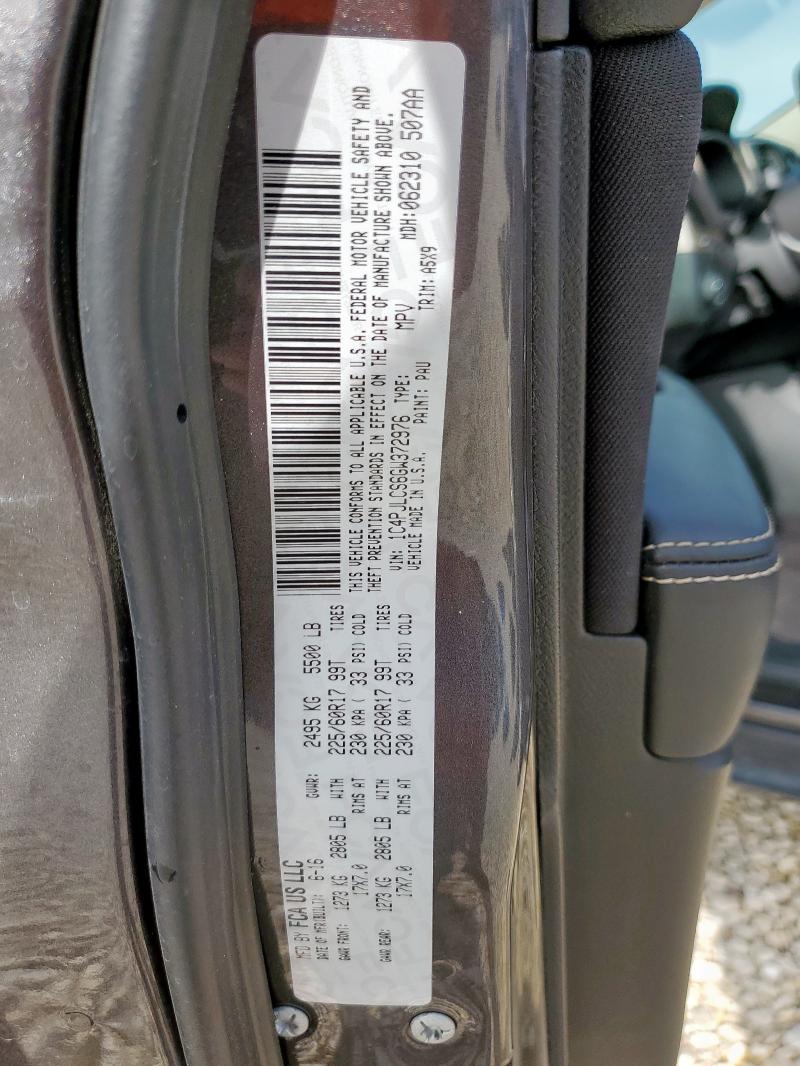 MFD BY FCA US LLC
DATE OF MFR(BUILT): 6-16 GVWR: 2495 KG 5500 LB
GAWR FRONT: 1273 KG 2805 LB WITH 225/60R17 99T TIRES
17X7.0 RIMS AT 230 KPA ( 33 PSI) COLD
GAWR REAR: 1273 KG 2805 LB WITH 225/60R17 99T TIRES
17X7.0 RIMS AT 230 KPA ( 33 PSI) COLD
THIS VEHICLE CONFORMS TO ALL APPLICABLE U.S.A. FEDERAL MOTOR VEHICLE SAFETY AND
THEFT PREVENTION STANDARDS IN EFFECT ON THE DATE OF MANUFACTURE SHOWN ABOVE.
VIN: 1C4PJLCS6GW372976 TYPE: MPV MDH: 062310 507AA
VEHICLE MADE IN U.S.A. PAINT: PAU TRIM: A5X9